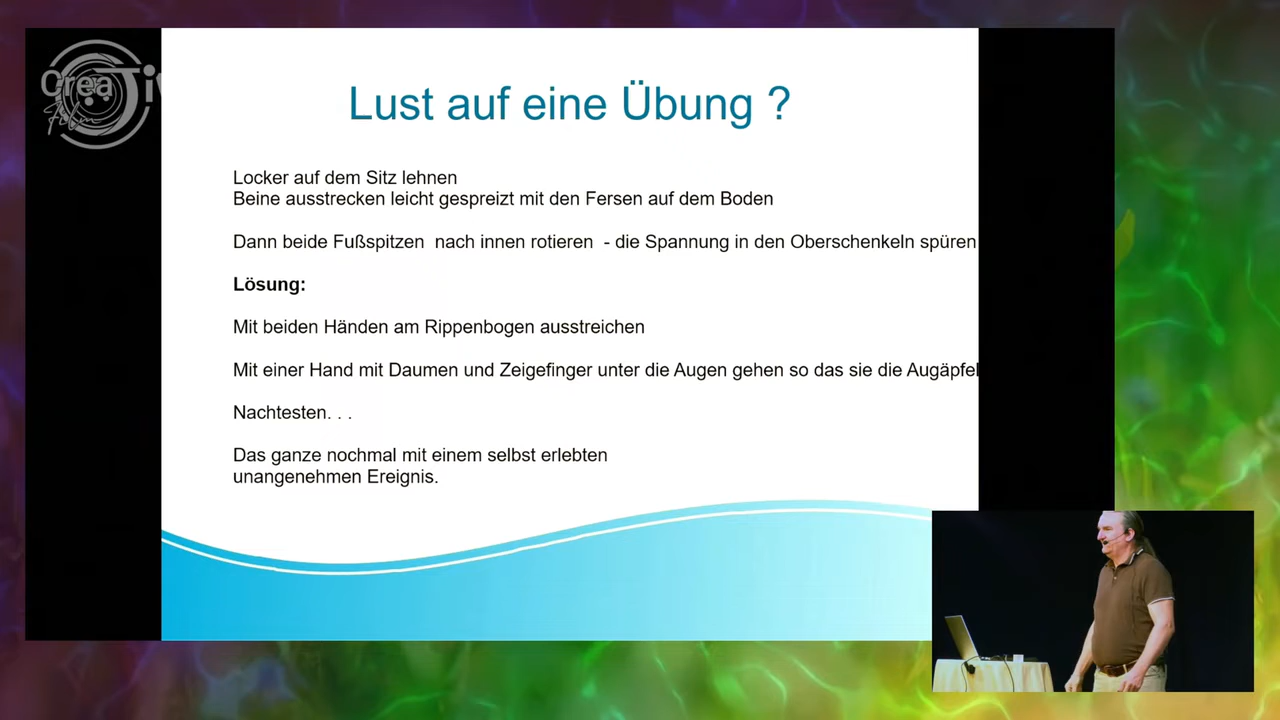 Crea
Film
Lust auf eine Übung ?
Locker auf dem Sitz lehnen
Beine ausstrecken leicht gespreizt mit den Fersen auf dem Boden
Dann beide Fußspitzen nach innen rotieren - die Spannung in den Oberschenkeln spüren
Lösung:
Mit beiden Händen am Rippenbogen ausstreichen
Mit einer Hand mit Daumen und Zeigefinger unter die Augen gehen so das sie die Augäpfel
Nachtesten. . .
Das ganze nochmal mit einem selbst erlebten
unangenehmen Ereignis.